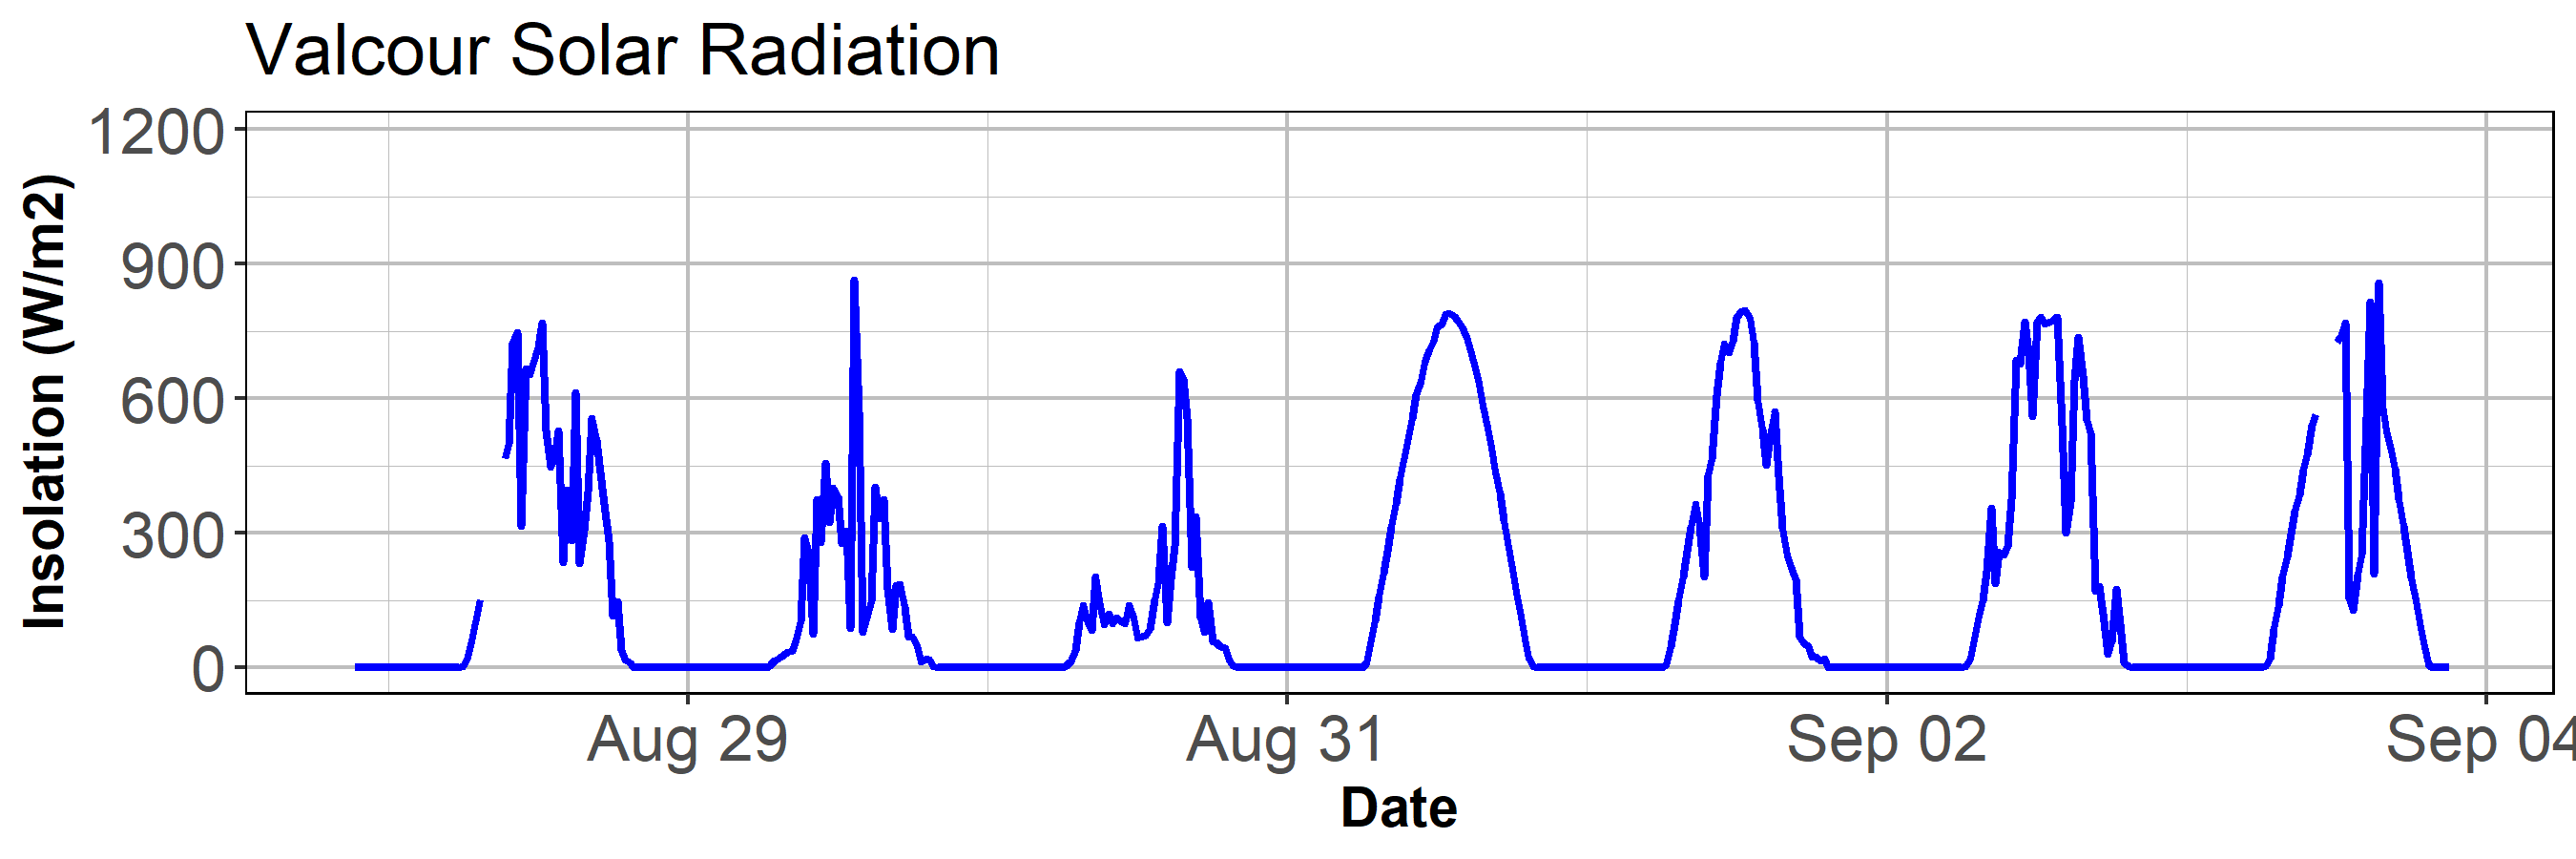 Valcour Solar Radiation
1200
900
600
300
0
Insolation (W/m2)
Aug 29 Aug 31 Sep 02 Sep 04
Date